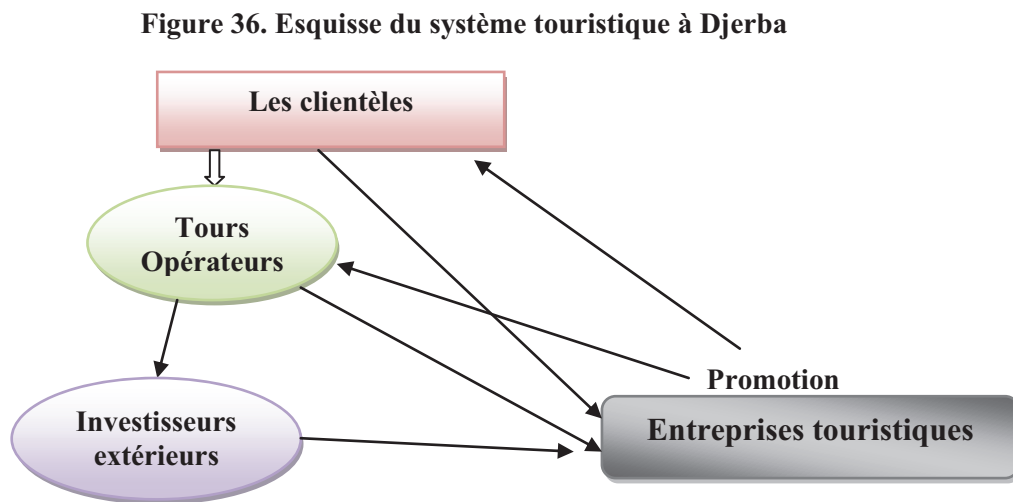 Figure 36. Esquisse du système touristique à Djerba
Les clientèles
Tours
Opérateurs
Promotion
Investisseurs
extérieurs
Entreprises touristiques